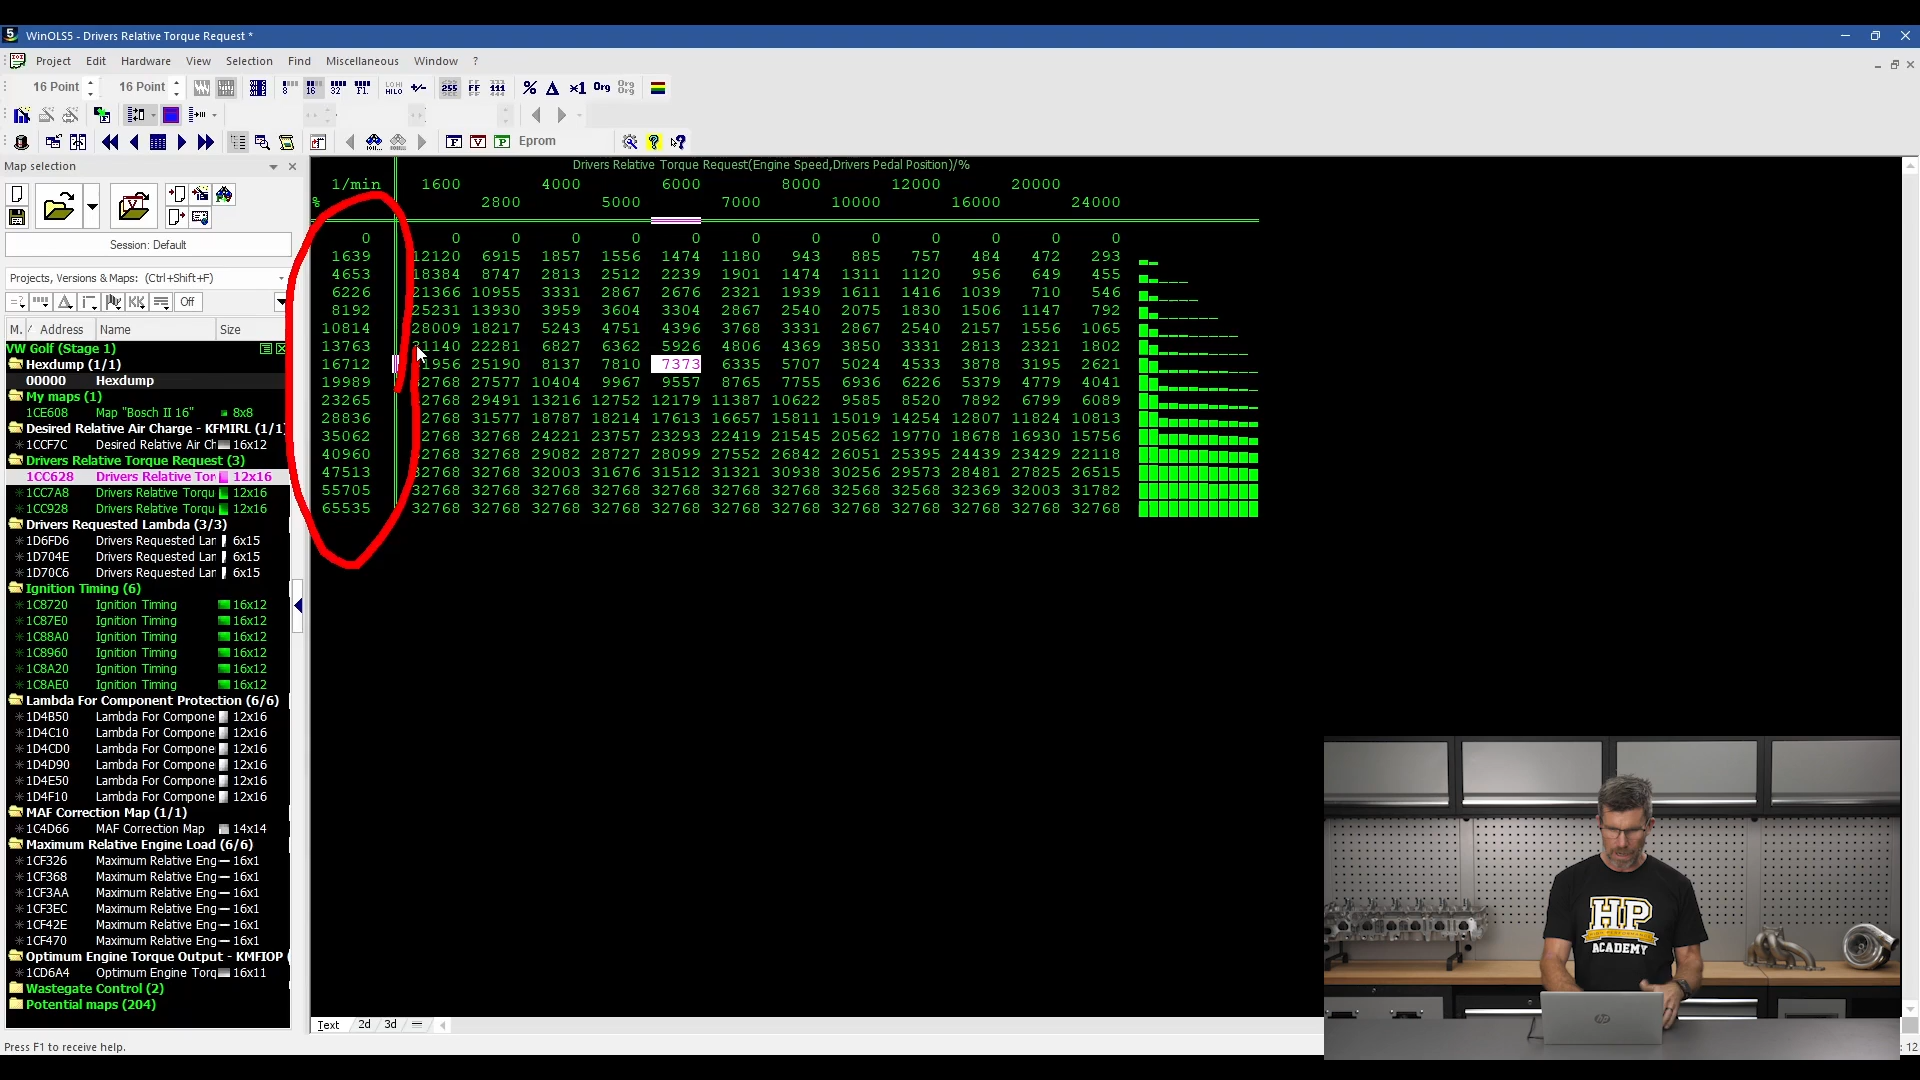 WinOLS5 - Drivers Relative Torque Request *
Project Edit Hardware View Selection Find Miscellaneous Window ?
16 Point 16 Point 8 16 32 F1. LOHI HILO +/- 255 FF 111 % Δ ×1 Org Org
Eprom
Map selection
Session: Default
Projects, Versions & Maps: (Ctrl+Shift+F)
Off
M. / Address Name Size
VW Golf (Stage 1)
Hexdump (1/1)
00000 Hexdump
My maps (1)
1CE608 Map "Bosch II 16" 8x8
Desired Relative Air Charge - KFMIRL (1/1)
1CCF7C Desired Relative Air Ch 16x12
Drivers Relative Torque Request (3)
1CC628 Drivers Relative Tor 12x16
1CC7A8 Drivers Relative Torqu 12x16
1CC928 Drivers Relative Torqu 12x16
Drivers Requested Lambda (3/3)
1D6FD6 Drivers Requested Lar 6x15
1D704E Drivers Requested Lar 6x15
1D70C6 Drivers Requested Lar 6x15
Ignition Timing (6)
1C8720 Ignition Timing 16x12
1C87E0 Ignition Timing 16x12
1C88A0 Ignition Timing 16x12
1C8960 Ignition Timing 16x12
1C8A20 Ignition Timing 16x12
1C8AE0 Ignition Timing 16x12
Lambda For Component Protection (6/6)
1D4B50 Lambda For Compone 12x16
1D4C10 Lambda For Compone 12x16
1D4CD0 Lambda For Compone 12x16
1D4D90 Lambda For Compone 12x16
1D4E50 Lambda For Compone 12x16
1D4F10 Lambda For Compone 12x16
MAF Correction Map (1/1)
1C4D66 MAF Correction Map 14x14
Maximum Relative Engine Load (6/6)
1CF326 Maximum Relative Eng 16x1
1CF368 Maximum Relative Eng 16x1
1CF3AA Maximum Relative Eng 16x1
1CF3EC Maximum Relative Eng 16x1
1CF42E Maximum Relative Eng 16x1
1CF470 Maximum Relative Eng 16x1
Optimum Engine Torque Output - KMFIOP (
1CD6A4 Optimum Engine Torq 16x11
Wastegate Control (2)
Potential maps (204)
Drivers Relative Torque Request(Engine Speed,Drivers Pedal Position)/%
1/min 1600 4000 6000 8000 12000 20000
% 2800 5000 7000 10000 16000 24000
0 0 0 0 0 0 0 0 0 0 0 0 0
1639 12120 6915 1857 1556 1474 1180 943 885 757 484 472 293
4653 18384 8747 2813 2512 2239 1901 1474 1311 1120 956 649 455
6226 21366 10955 3331 2867 2676 2321 1939 1611 1416 1039 710 546
8192 25231 13930 3959 3604 3304 2867 2540 2075 1830 1506 1147 792
10814 28009 18217 5243 4751 4396 3768 3331 2867 2540 2157 1556 1065
13763 31140 22281 6827 6362 5926 4806 4369 3850 3331 2813 2321 1802
16712 1956 25190 8137 7810 7373 6335 5707 5024 4533 3878 3195 2621
19989 32768 27577 10404 9967 9557 8765 7755 6936 6226 5379 4779 4041
23265 32768 29491 13216 12752 12179 11387 10622 9585 8520 7892 6799 6089
28836 32768 31577 18787 18214 17613 16657 15811 15019 14254 12807 11824 10813
35062 32768 32768 24221 23757 23293 22419 21545 20562 19770 18678 16930 15756
40960 32768 32768 29082 28727 28099 27552 26842 26051 25395 24439 23429 22118
47513 32768 32768 32003 31676 31512 31321 30938 30256 29573 28481 27825 26515
55705 32768 32768 32768 32768 32768 32768 32768 32568 32568 32369 32003 31782
65535 32768 32768 32768 32768 32768 32768 32768 32768 32768 32768 32768 32768
Text 2d 3d
Press F1 to receive help.
: 12
HP
ACADEMY
hp